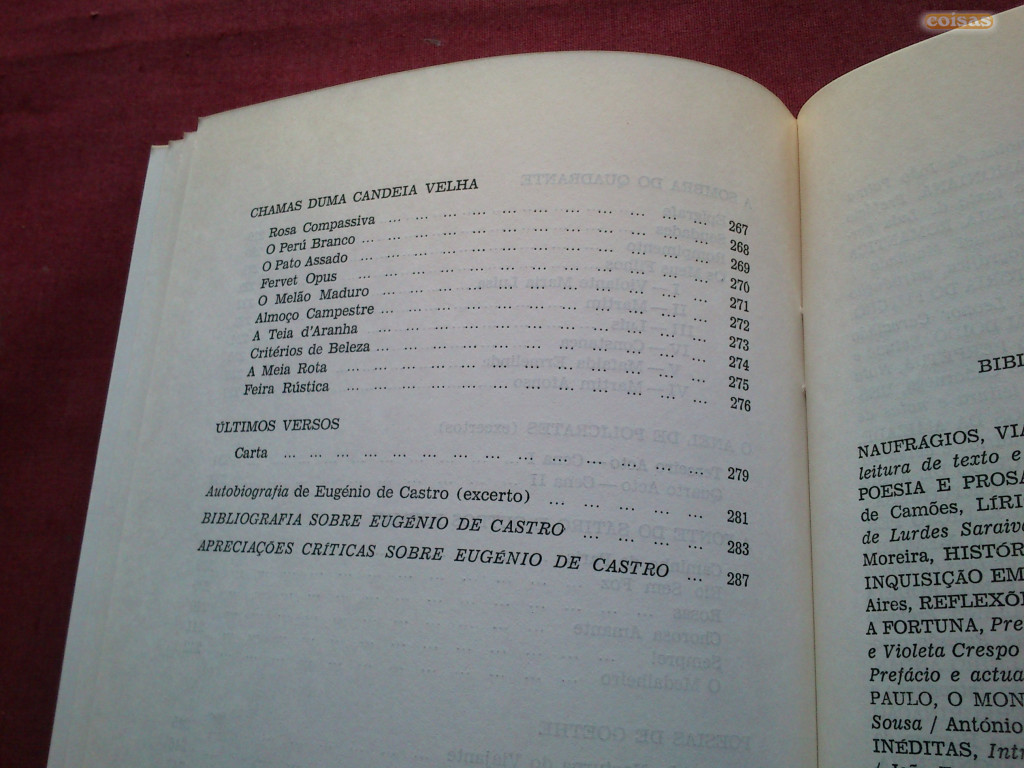 coisas
CHAMAS DUMA CANDEIA VELHA
Rosa Compassiva ... ... ... ... ... ... ... ... ... 267
O Perú Branco ... ... ... ... ... ... ... ... ... 268
O Pato Assado ... ... ... ... ... ... ... ... 269
Fervet Opus ... ... ... ... ... ... ... ... ... 270
O Melão Maduro ... ... ... ... ... ... ... ... 271
Almoço Campestre ... ... ... ... ... ... ... ... 272
A Teia d'Aranha ... ... ... ... ... ... ... ... 273
Critérios de Beleza ... ... ... ... ... ... ... ... 274
A Meia Rota ... ... ... ... ... ... ... ... ... 275
Feira Rústica ... ... ... ... ... ... ... ... ... 276
ÚLTIMOS VERSOS
Carta ... ... ... ... ... ... ... ... ... ... ... 279
Autobiografia de Eugénio de Castro (excerto) ... ... ... ... 281
BIBLIOGRAFIA SOBRE EUGÉNIO DE CASTRO ... ... ... ... 283
APRECIAÇÕES CRÍTICAS SOBRE EUGÉNIO DE CASTRO ... 287
BIBL
NAUFRÁGIOS, VIA
leitura de texto e
POESIA E PROSA
de Camões, LÍRI
de Lurdes Saraiva
Moreira, HISTÓR
INQUISIÇÃO EM
Aires, REFLEXÕE
A FORTUNA, Pre
e Violeta Crespo
Prefácio e actua
PAULO, O MON
Sousa / António
INÉDITAS, Intr